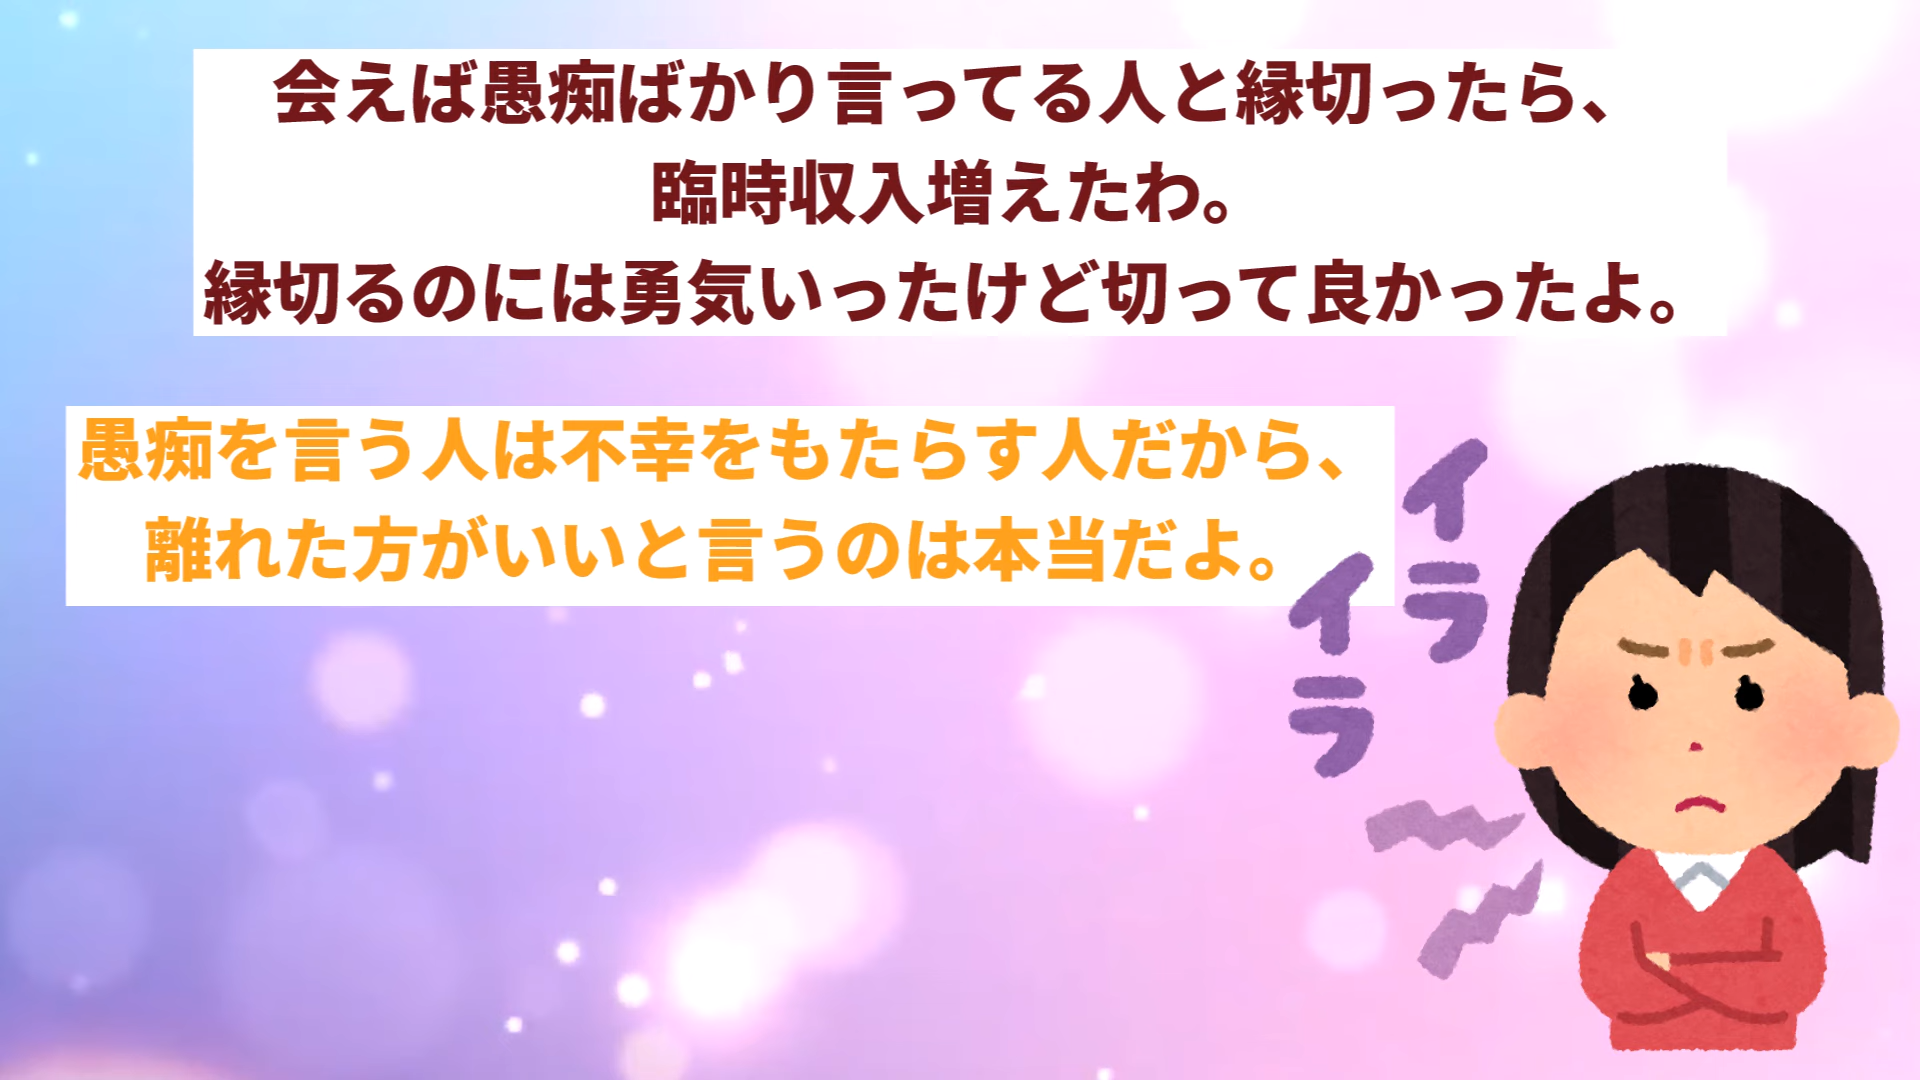 会えば愚痴ばかり言ってる人と縁切ったら、
臨時収入増えたわ。
縁切るのには勇気いったけど切って良かったよ。
愚痴を言う人は不幸をもたらす人だから、
離れた方がいいと言うのは本当だよ。
イライラ